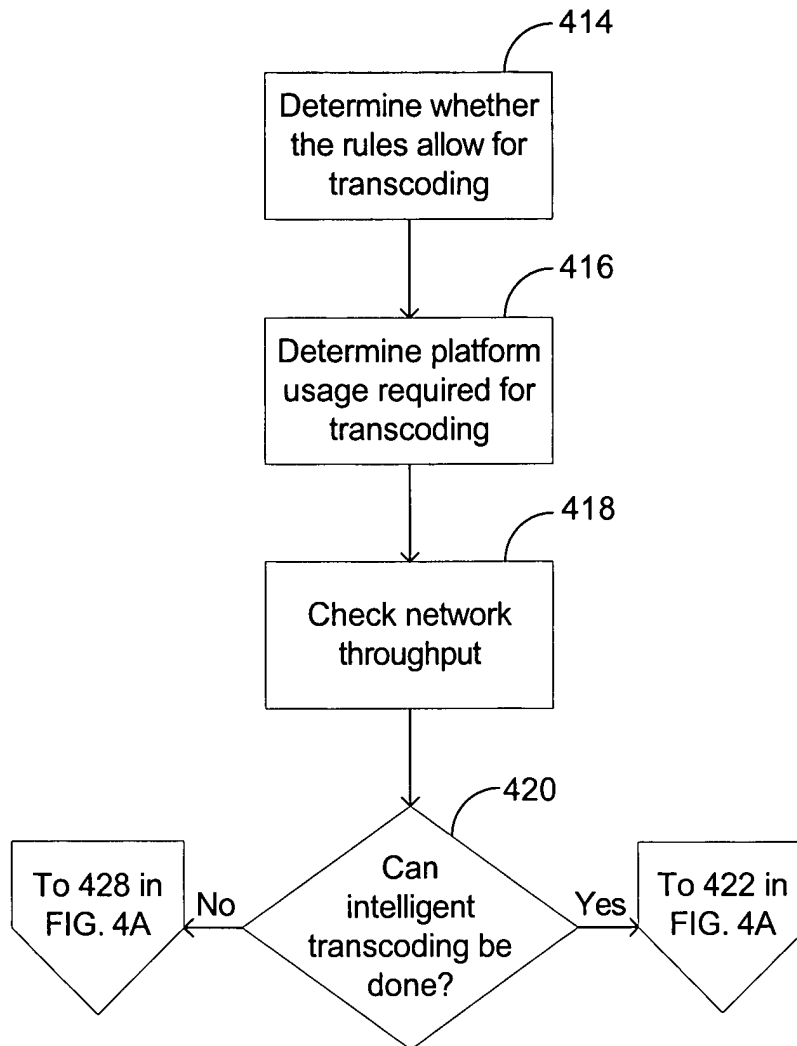 414
Determine whether
the rules allow for
transcoding
416
Determine platform
usage required for
transcoding
418
Check network
throughput
420
Can
intelligent
transcoding be
done?
No
To 428 in
FIG. 4A
Yes
To 422 in
FIG. 4A